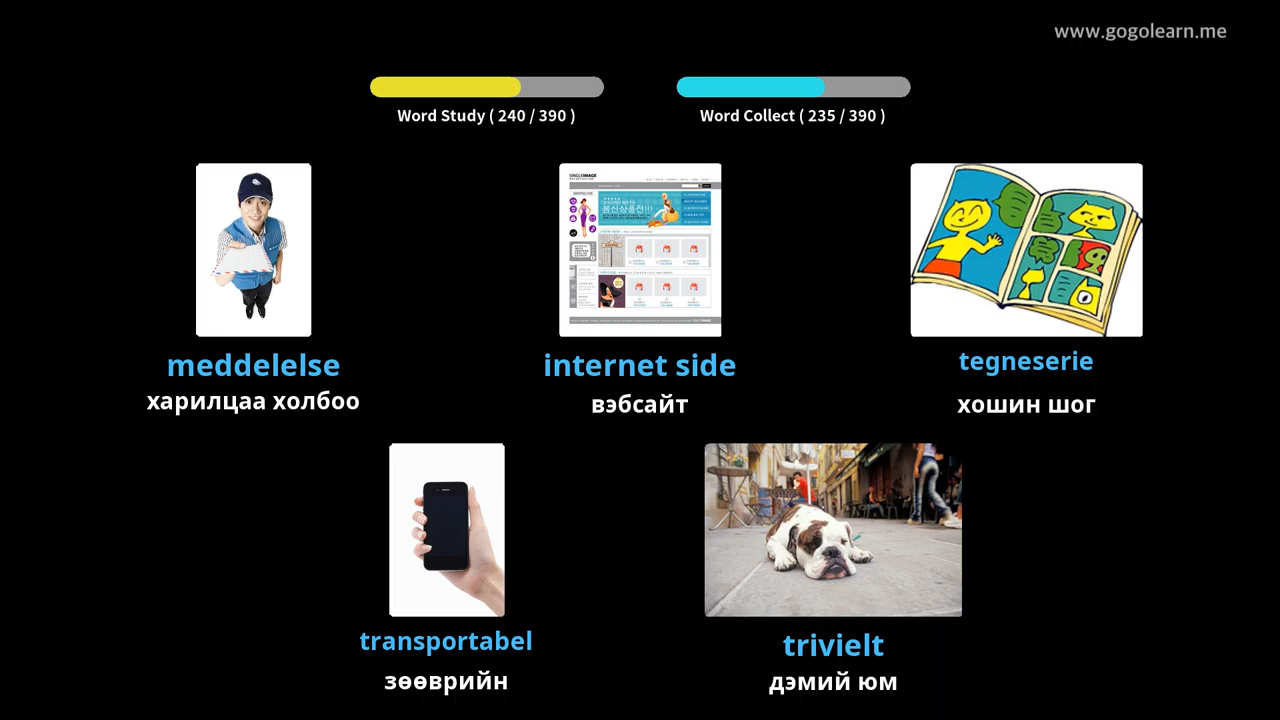 www.gogolearn.me
Word Study ( 240 / 390 )
Word Collect ( 235 / 390 )
meddelelse
харилцаа холбоо
internet side
вэбсайт
tegneserie
хошин шог
transportabel
зөөврийн
trivielt
дэмий юм